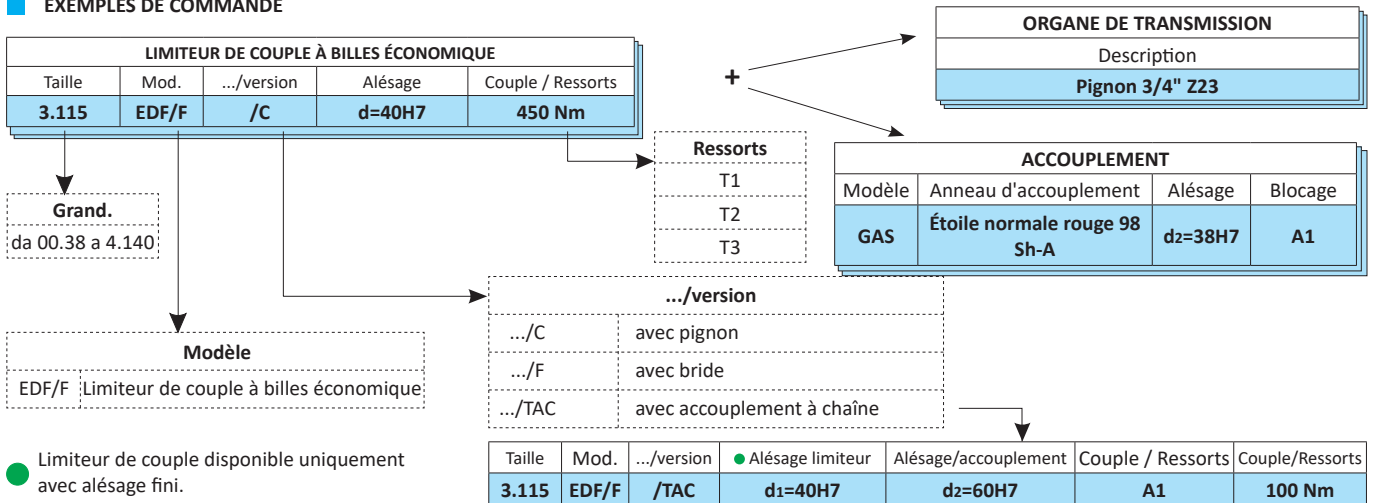 EXEMPLES DE COMMANDE
LIMITEUR DE COUPLE À BILLES ÉCONOMIQUE
Taille Mod. .../version Alésage Couple / Ressorts
3.115 EDF/F /C d=40H7 450 Nm
+
ORGANE DE TRANSMISSION
Description
Pignon 3/4" Z23
Grand.
da 00.38 a 4.140
Ressorts
T1
T2
T3
ACCOUPLEMENT
Modèle Anneau d'accouplement Alésage Blocage
GAS Étoile normale rouge 98 Sh-A d2=38H7 A1
Modèle
EDF/F Limiteur de couple à billes économique
.../version
.../C avec pignon
.../F avec bride
.../TAC avec accouplement à chaîne
Limiteur de couple disponible uniquement
avec alésage fini.
Taille Mod. .../version Alésage limiteur Alésage/accouplement Couple / Ressorts Couple/Ressorts
3.115 EDF/F /TAC d1=40H7 d2=60H7 A1 100 Nm